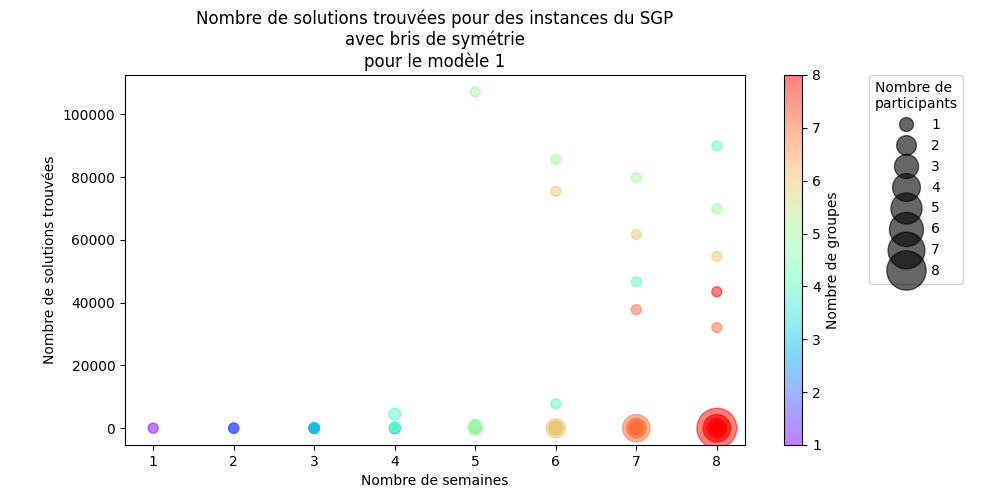 Nombre de solutions trouvées pour des instances du SGP
avec bris de symétrie
pour le modèle 1
Nombre de solutions trouvées
100000
80000
60000
40000
20000
0
1 2 3 4 5 6 7 8
Nombre de semaines
8
7
6
5
4
3
2
1
Nombre de groupes
Nombre de
participants
1
2
3
4
5
6
7
8